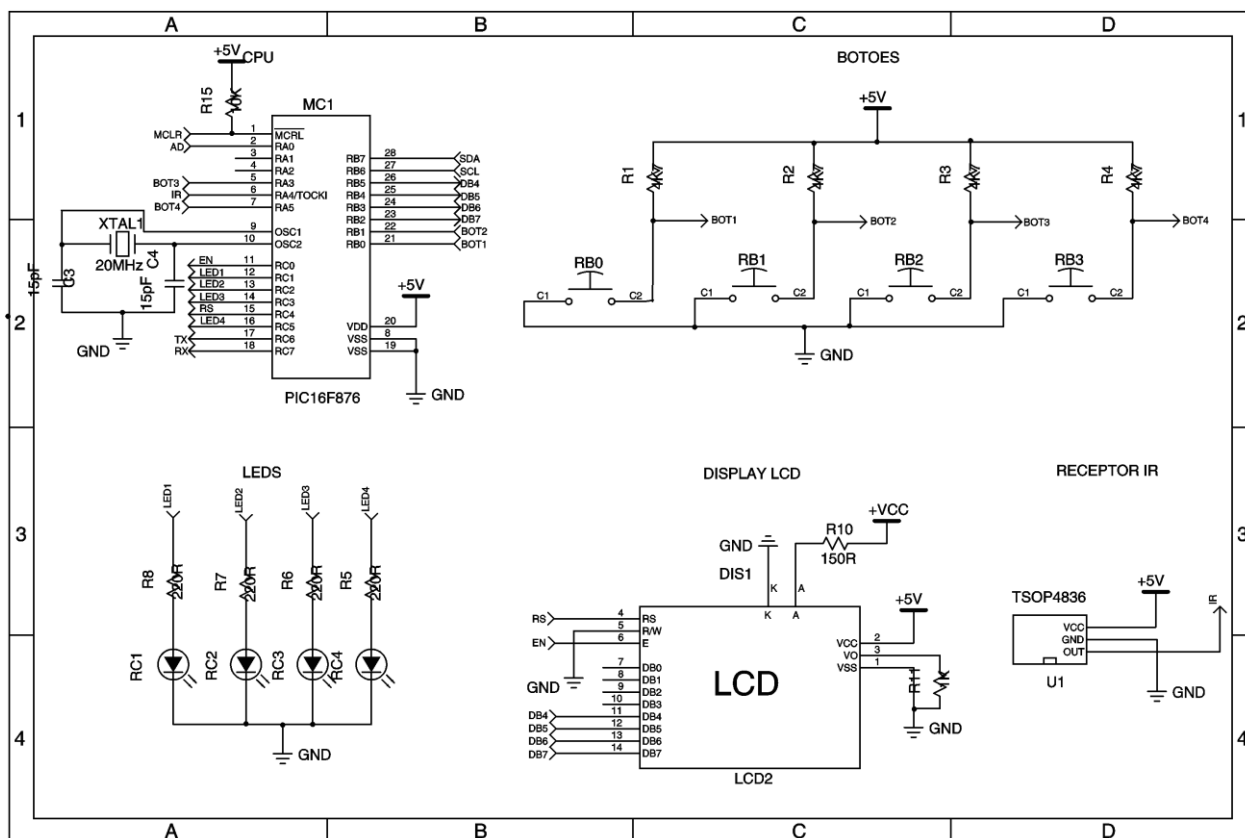 A B C D
1
2
3
4
1
2
3
4
A B C D
+5V
CPU
R15
10K
MC1
MCLR
AD
BOT3
IR
BOT4
1
2
3
4
5
6
7
9
10
11
12
13
14
15
16
17
18
MCRL
RA0
RA1
RA2
RA3
RA4/TOCKI
RA5
OSC1
OSC2
RC0
RC1
RC2
RC3
RC4
RC5
RC6
RC7
RB7
RB6
RB5
RB4
RB3
RB2
RB1
RB0
VDD
VSS
VSS
28
27
26
25
24
23
22
21
20
8
19
SDA
SCL
DB4
DB5
DB6
DB7
BOT2
BOT1
+5V
GND
XTAL1
20MHz
C3
15pF
C4
15pF
GND
EN
LED1
LED2
LED3
RS
LED4
TX
RX
PIC16F876
BOTOES
+5V
R1
4K7
R2
4K7
R3
4K7
R4
4K7
BOT1
BOT2
BOT3
BOT4
RB0
C1 C2
RB1
C1 C2
RB2
C1 C2
RB3
C1 C2
GND
LEDS
LED1
LED2
LED3
LED4
R8
220R
R7
220R
R6
220R
R5
220R
RC1
RC2
RC3
RC4
GND
DISPLAY LCD
+VCC
R10
150R
GND
DIS1
K
A
K
A
RS
EN
GND
DB4
DB5
DB6
DB7
4
5
6
7
8
9
10
11
12
13
14
RS
R/W
E
DB0
DB1
DB2
DB3
DB4
DB5
DB6
DB7
LCD
VCC
VO
VSS
2
3
1
+5V
R11
1K
GND
LCD2
RECEPTOR IR
TSOP4836
+5V
IR
VCC
GND
OUT
U1
GND